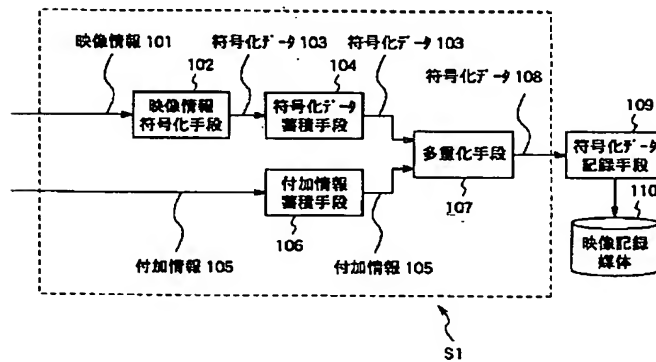 映像情報 101
符号化データ 103
符号化データ 103
符号化データ 108
102
104
109
映像情報
符号化手段
符号化データ
蓄積手段
多重化手段
107
符号化データ
記録手段
110
付加情報
蓄積手段
106
映像記録
媒体
付加情報 105
付加情報 105
S1